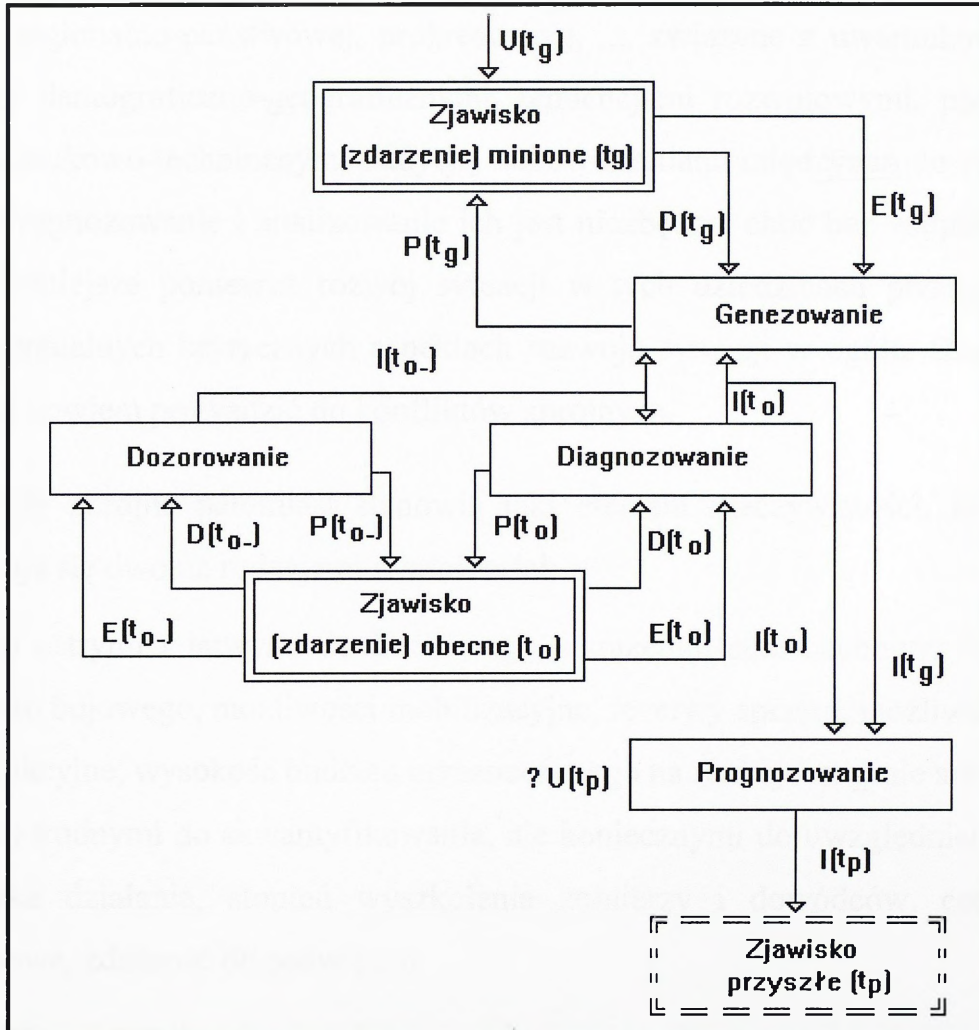 U(tg)
Zjawisko
(zdarzenie) minione (tg)
P(tg)
D(tg)
E(tg)
Genezowanie
I(to-)
I(to)
Dozorowanie
Diagnozowanie
D(to-)
P(to-)
P(to)
D(to)
E(to-)
Zjawisko
(zdarzenie) obecne (to)
E(to)
I(to)
I(tg)
? U(tp)
Prognozowanie
I(tp)
Zjawisko
przyszłe (tp)